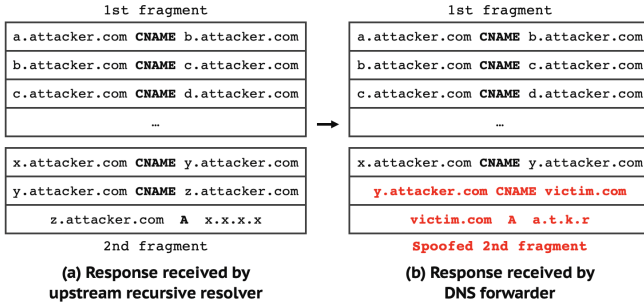 1st fragment
a.attacker.com CNAME b.attacker.com
b.attacker.com CNAME c.attacker.com
c.attacker.com CNAME d.attacker.com
…
x.attacker.com CNAME y.attacker.com
y.attacker.com CNAME z.attacker.com
z.attacker.com A x.x.x.x
2nd fragment
(a) Response received by
upstream recursive resolver
1st fragment
a.attacker.com CNAME b.attacker.com
b.attacker.com CNAME c.attacker.com
c.attacker.com CNAME d.attacker.com
…
x.attacker.com CNAME y.attacker.com
y.attacker.com CNAME victim.com
victim.com A a.t.k.r
Spoofed 2nd fragment
(b) Response received by
DNS forwarder